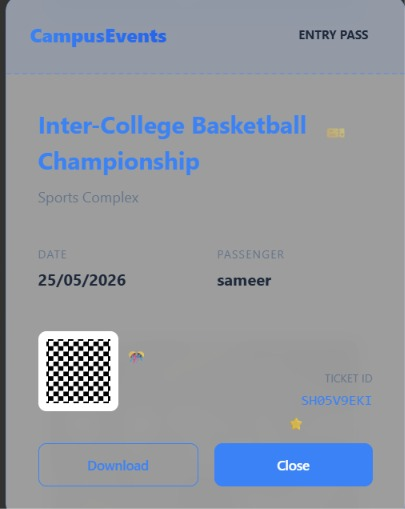 CampusEvents
ENTRY PASS
Inter-College Basketball
Championship
Sports Complex
DATE
PASSENGER
25/05/2026
sameer
TICKET ID
SH05V9EKI
Download
Close